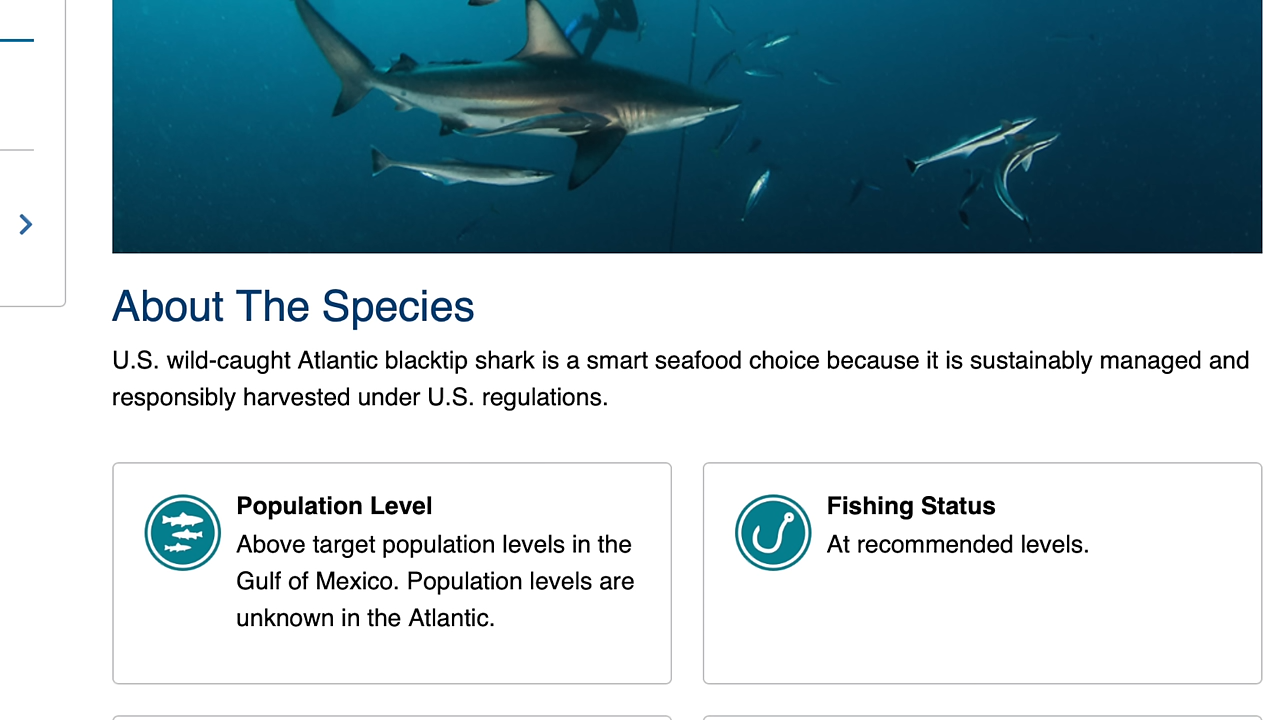 About The Species
U.S. wild-caught Atlantic blacktip shark is a smart seafood choice because it is sustainably managed and
responsibly harvested under U.S. regulations.
Population Level
Above target population levels in the
Gulf of Mexico. Population levels are
unknown in the Atlantic.
Fishing Status
At recommended levels.